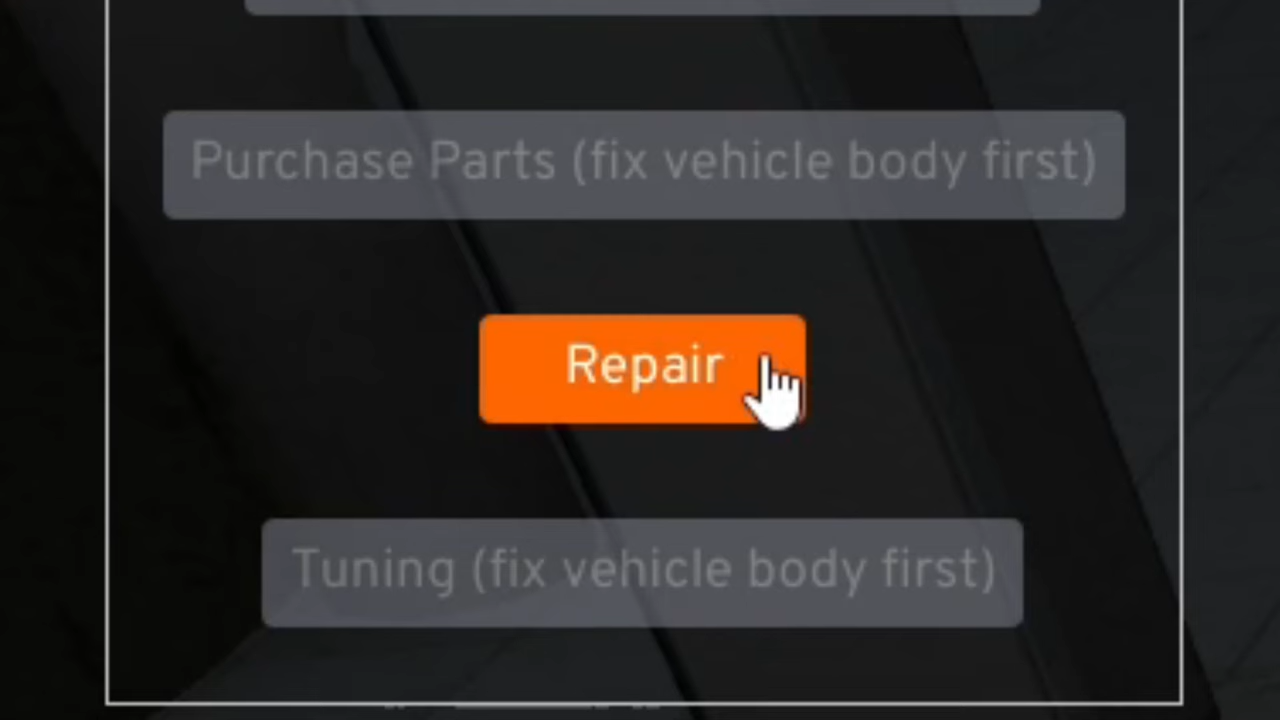 Purchase Parts (fix vehicle body first)
Repair
Tuning (fix vehicle body first)